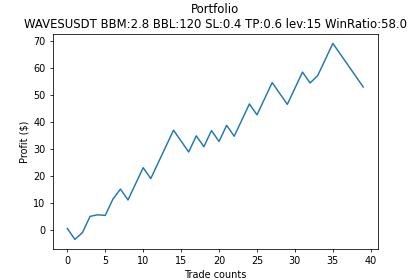 Portfolio
WAVESUSDT BBM:2.8 BBL:120 SL:0.4 TP:0.6 lev:15 WinRatio:58.0
70
60
50
40
30
20
10
0
Profit ($)
0 5 10 15 20 25 30 35 40
Trade counts